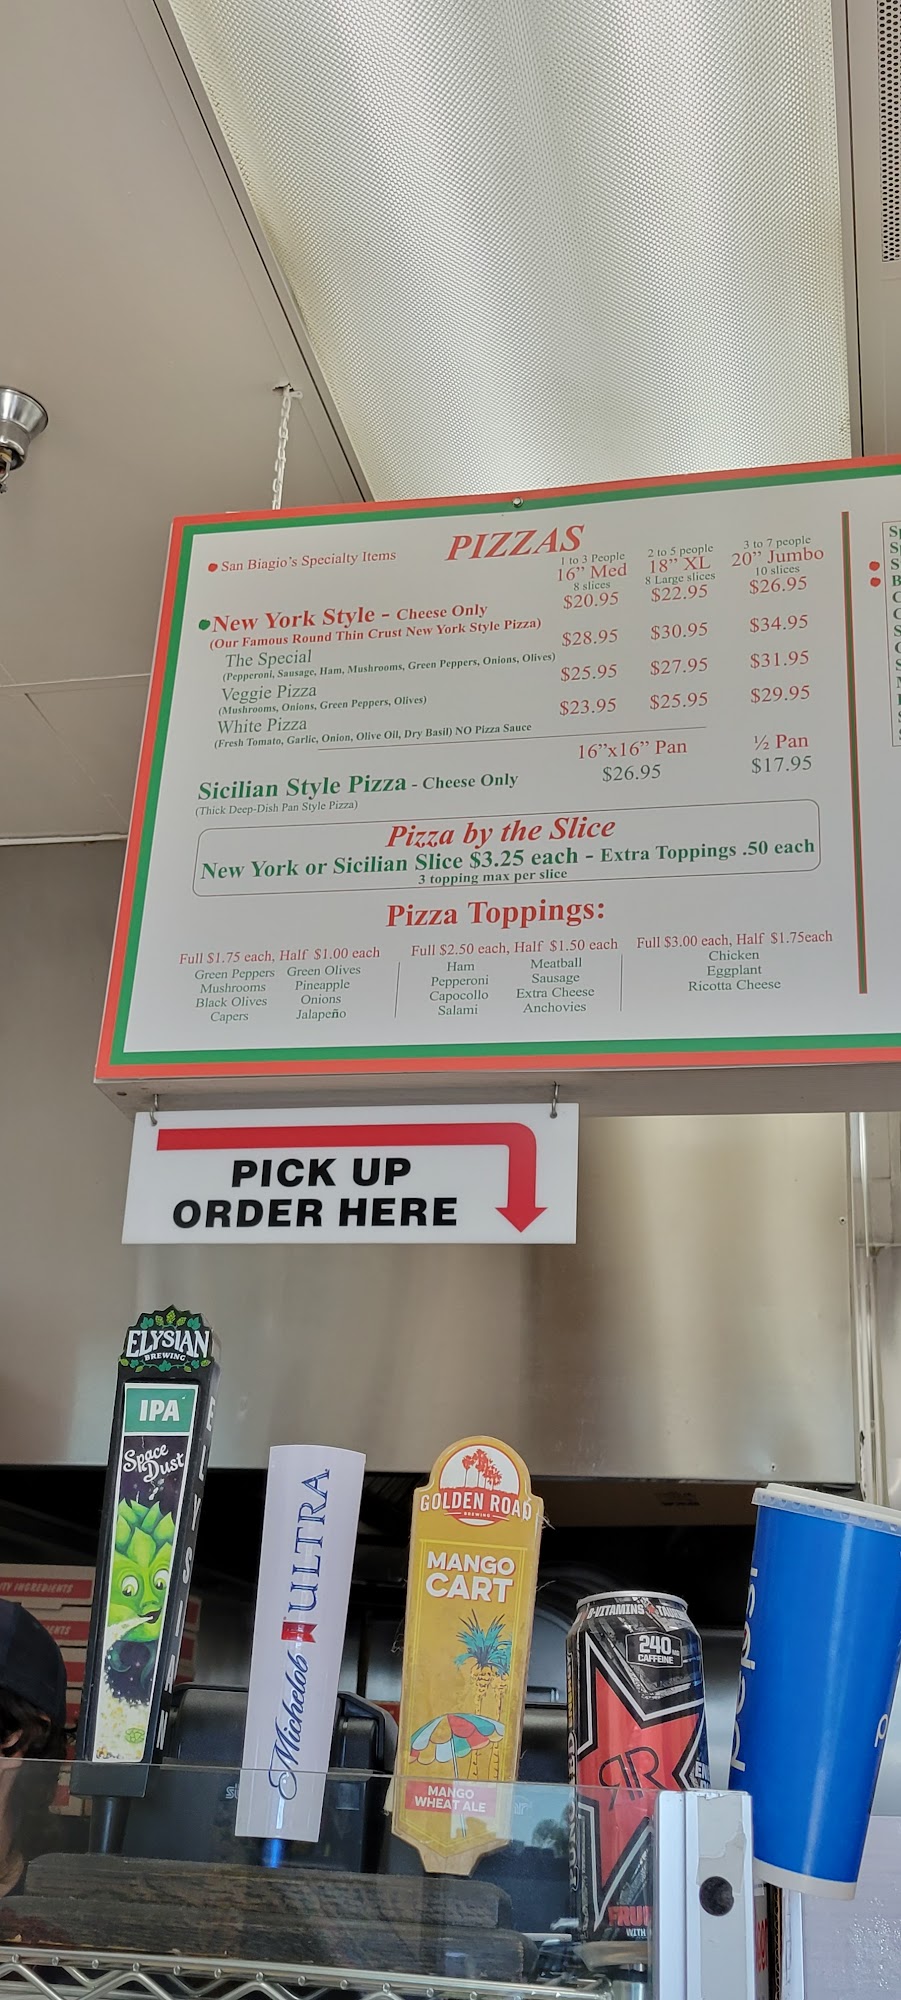 San Biagio's Specialty Items
PIZZAS
1 to 3 People
16" Med
8 slices
2 to 5 people
18" XL
8 Large slices
3 to 7 people
20" Jumbo
10 slices
New York Style - Cheese Only $20.95 $22.95 $26.95
(Our Famous Round Thin Crust New York Style Pizza)
The Special $28.95 $30.95 $34.95
(Pepperoni, Sausage, Ham, Mushrooms, Green Peppers, Onions, Olives)
Veggie Pizza $25.95 $27.95 $31.95
(Mushrooms, Onions, Green Peppers, Olives)
White Pizza $23.95 $25.95 $29.95
(Fresh Tomato, Garlic, Onion, Olive Oil, Dry Basil) NO Pizza Sauce
16"x16" Pan ½ Pan
Sicilian Style Pizza - Cheese Only $26.95 $17.95
(Thick Deep-Dish Pan Style Pizza)
Pizza by the Slice
New York or Sicilian Slice $3.25 each - Extra Toppings .50 each
3 topping max per slice
Pizza Toppings:
Full $1.75 each, Half $1.00 each
Green Peppers Green Olives
Mushrooms Pineapple
Black Olives Onions
Capers Jalapeño
Full $2.50 each, Half $1.50 each
Ham Meatball
Pepperoni Sausage
Capocollo Extra Cheese
Salami Anchovies
Full $3.00 each, Half $1.75each
Chicken
Eggplant
Ricotta Cheese
PICK UP
ORDER HERE
ELYSIAN
BREWING
IPA
Space
Dust
ELYSIAN
Michelob ULTRA
GOLDEN ROAD
BREWING
MANGO
CART
MANGO
WHEAT ALE
B-VITAMINS
240
CAFFEINE
RR
WITH
pepsi
INGREDIENTS